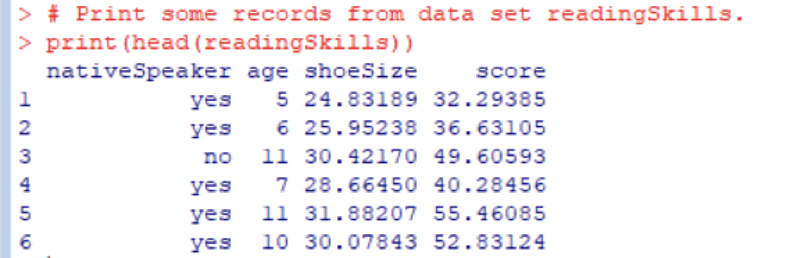 > # Print some records from data set readingSkills.
> print(head(readingSkills))
  nativeSpeaker age shoeSize    score
1           yes   5 24.83189 32.29385
2           yes   6 25.95238 36.63105
3            no  11 30.42170 49.60593
4           yes   7 28.66450 40.28456
5           yes  11 31.88207 55.46085
6           yes  10 30.07843 52.83124